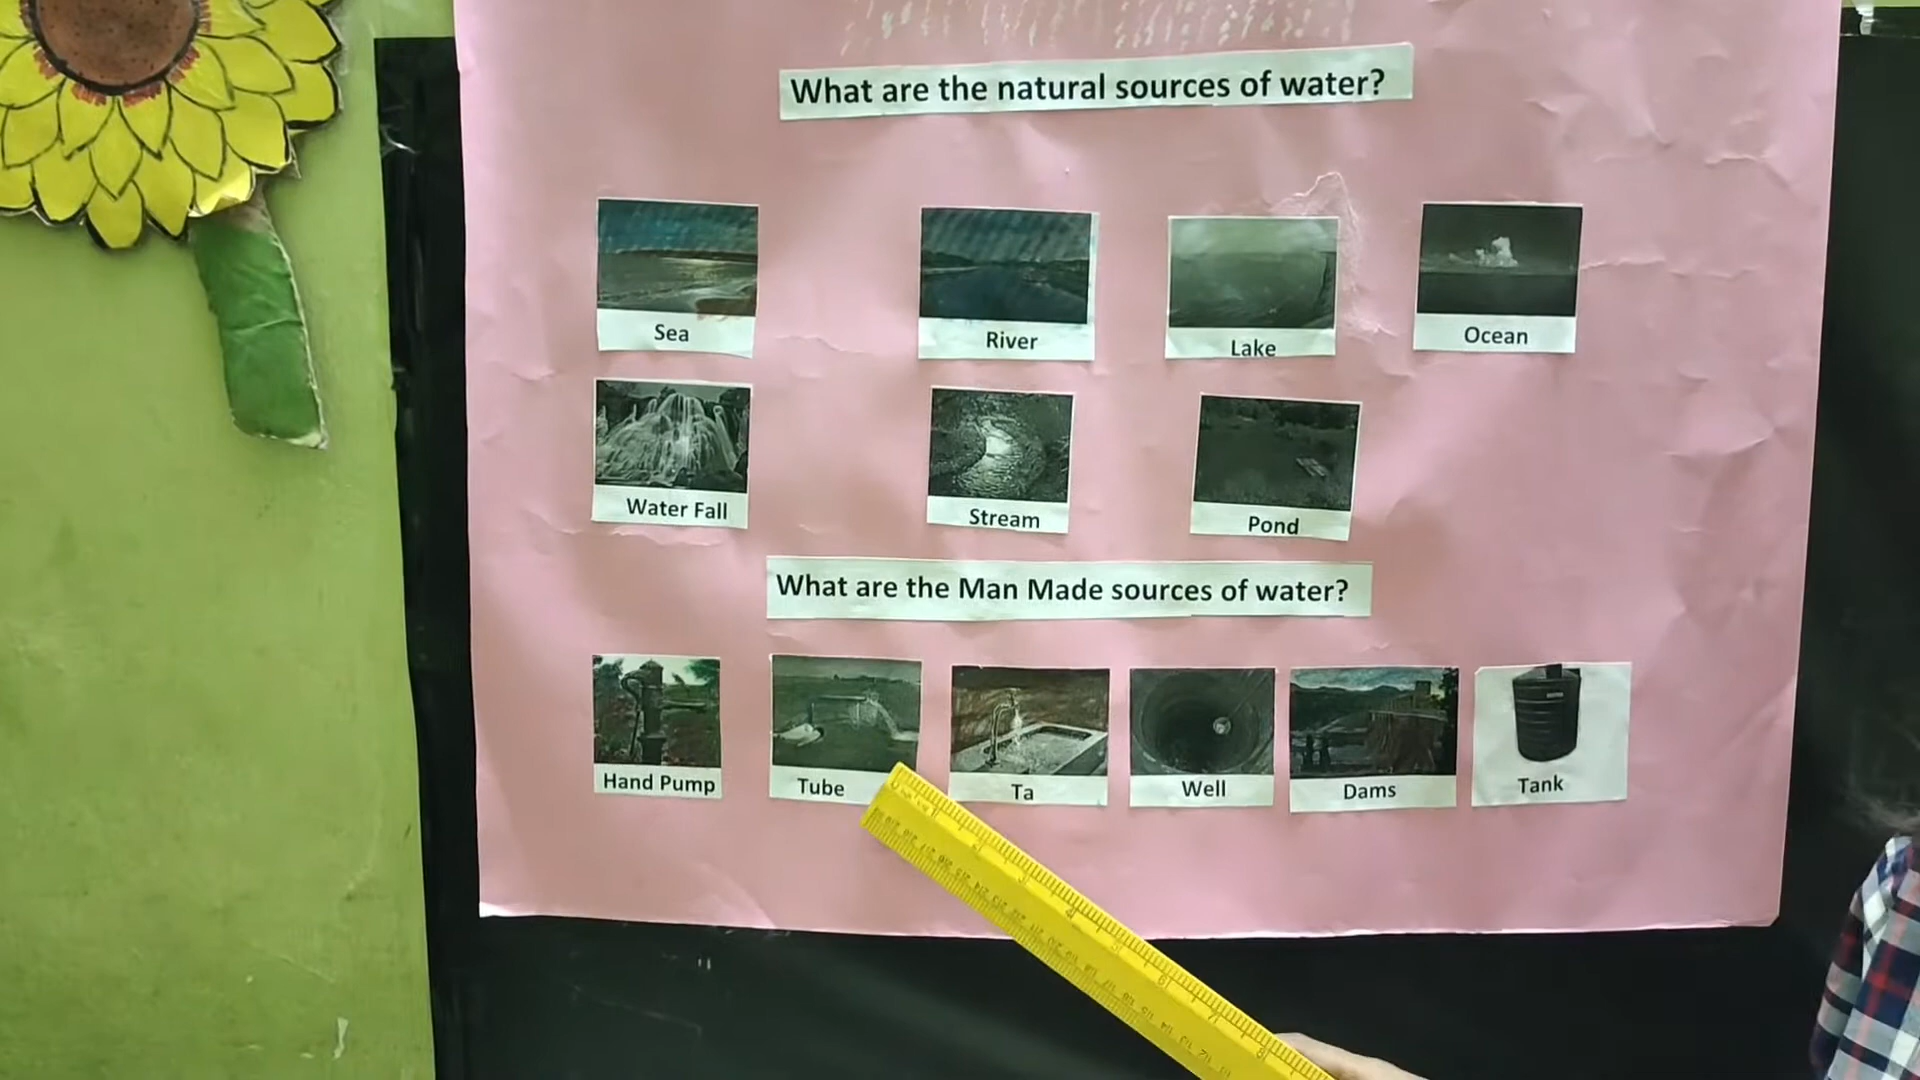 What are the natural sources of water?
Sea River Lake Ocean
Water Fall Stream Pond
What are the Man Made sources of water?
Hand Pump Tube Ta Well Dams Tank